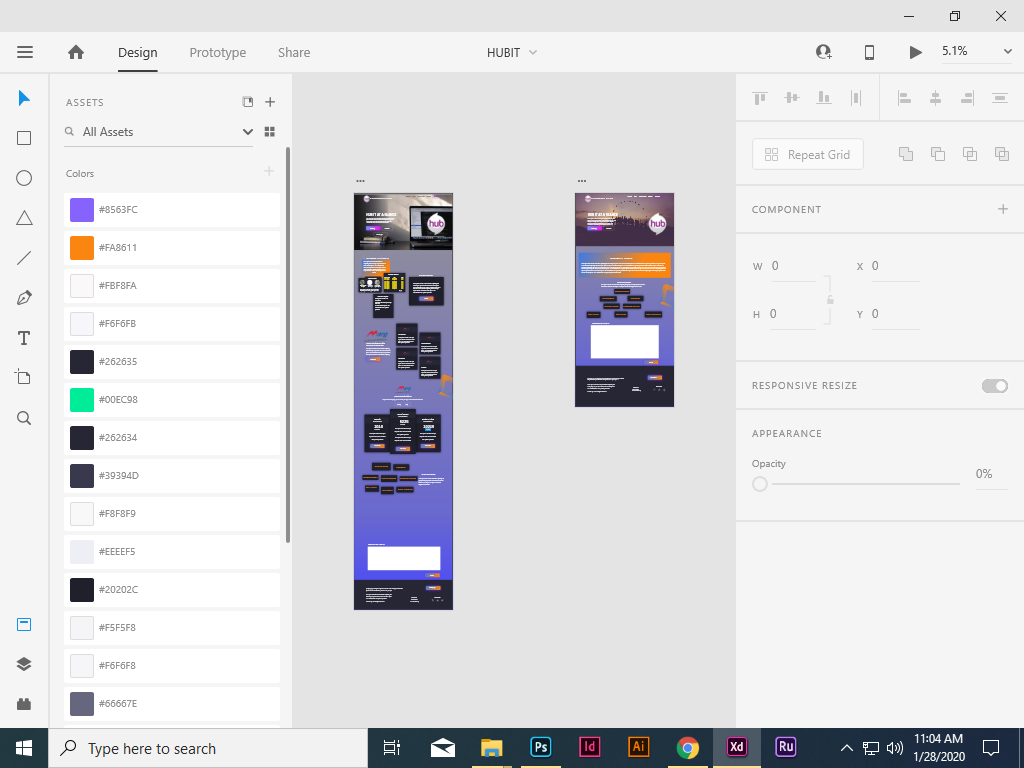 Design
Prototype
Share
HUBIT
5.1%
ASSETS
All Assets
Colors
#8563FC
#FA8611
#FBF8FA
#F6F6FB
#262635
#00EC98
#262634
#39394D
#F8F8F9
#EEEEF5
#20202C
#F5F5F8
#F6F6F8
#66667E
...
hub
...
hub
Repeat Grid
COMPONENT
W 0
X 0
H 0
Y 0
RESPONSIVE RESIZE
APPEARANCE
Opacity
0%
Type here to search
Ps
Id
Ai
Xd
Ru
11:04 AM
1/28/2020